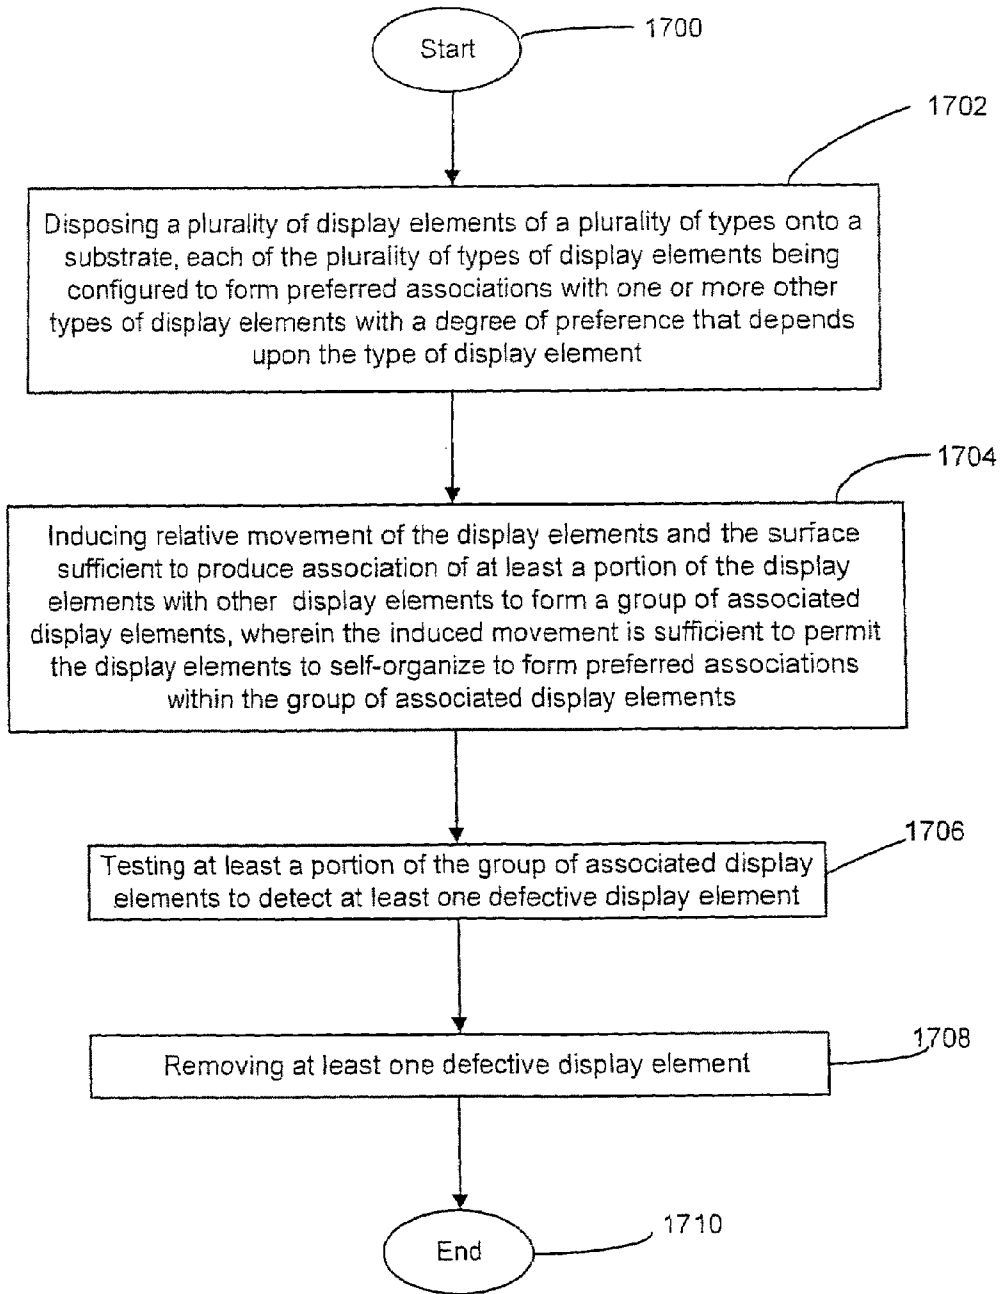 Start
1700
1702
Disposing a plurality of display elements of a plurality of types onto a
substrate, each of the plurality of types of display elements being
configured to form preferred associations with one or more other
types of display elements with a degree of preference that depends
upon the type of display element
1704
Inducing relative movement of the display elements and the surface
sufficient to produce association of at least a portion of the display
elements with other display elements to form a group of associated
display elements, wherein the induced movement is sufficient to permit
the display elements to self-organize to form preferred associations
within the group of associated display elements
1706
Testing at least a portion of the group of associated display
elements to detect at least one defective display element
1708
Removing at least one defective display element
1710
End